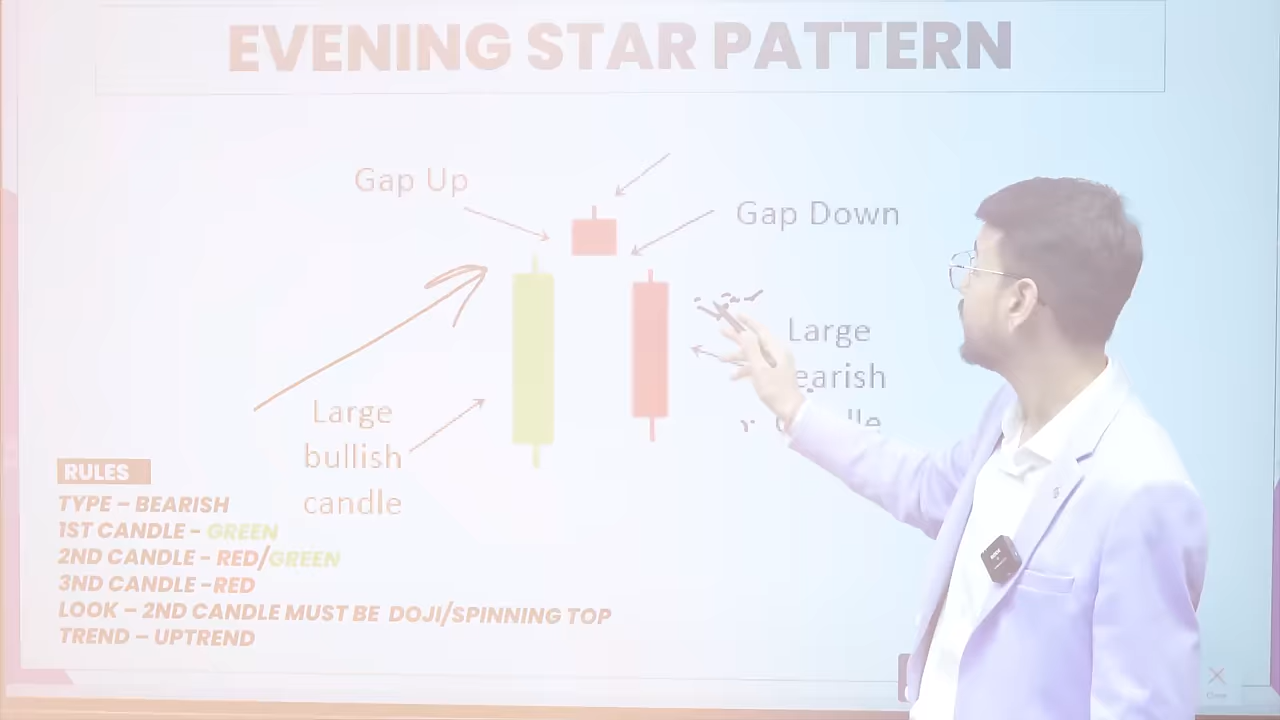 EVENING STAR PATTERN
Gap Up
Gap Down
Large
Large
bullish
candle
RULES
TYPE – BEARISH
1ST CANDLE – GREEN
2ND CANDLE – RED/GREEN
3ND CANDLE –RED
LOOK – 2ND CANDLE MUST BE DOJI/SPINNING TOP
TREND – UPTREND
Close